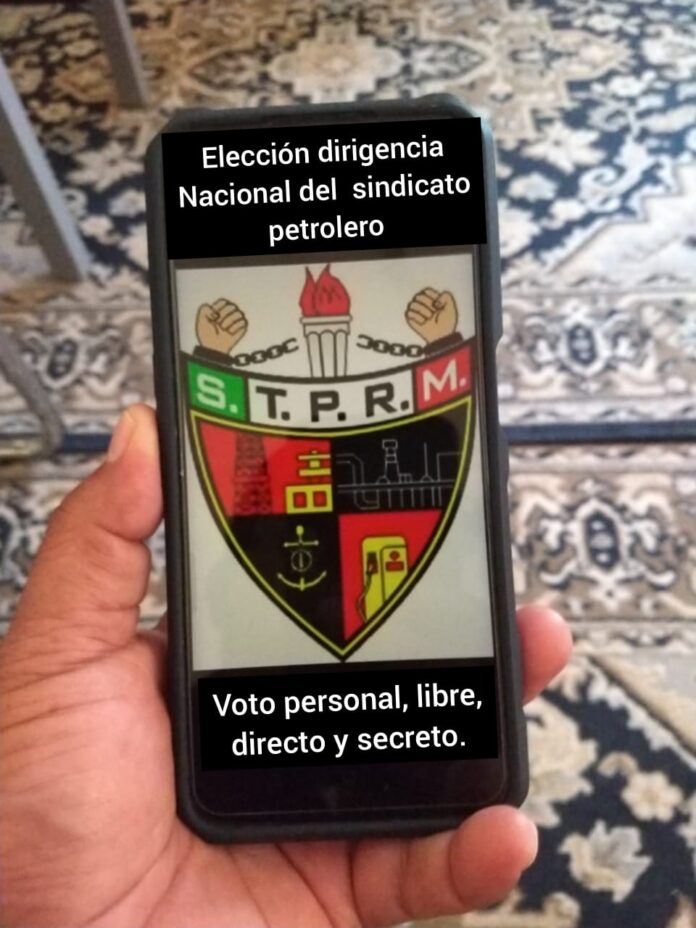 Elección dirigencia
Nacional del sindicato
petrolero
S. T. P. R. M.
Voto personal, libre,
directo y secreto.